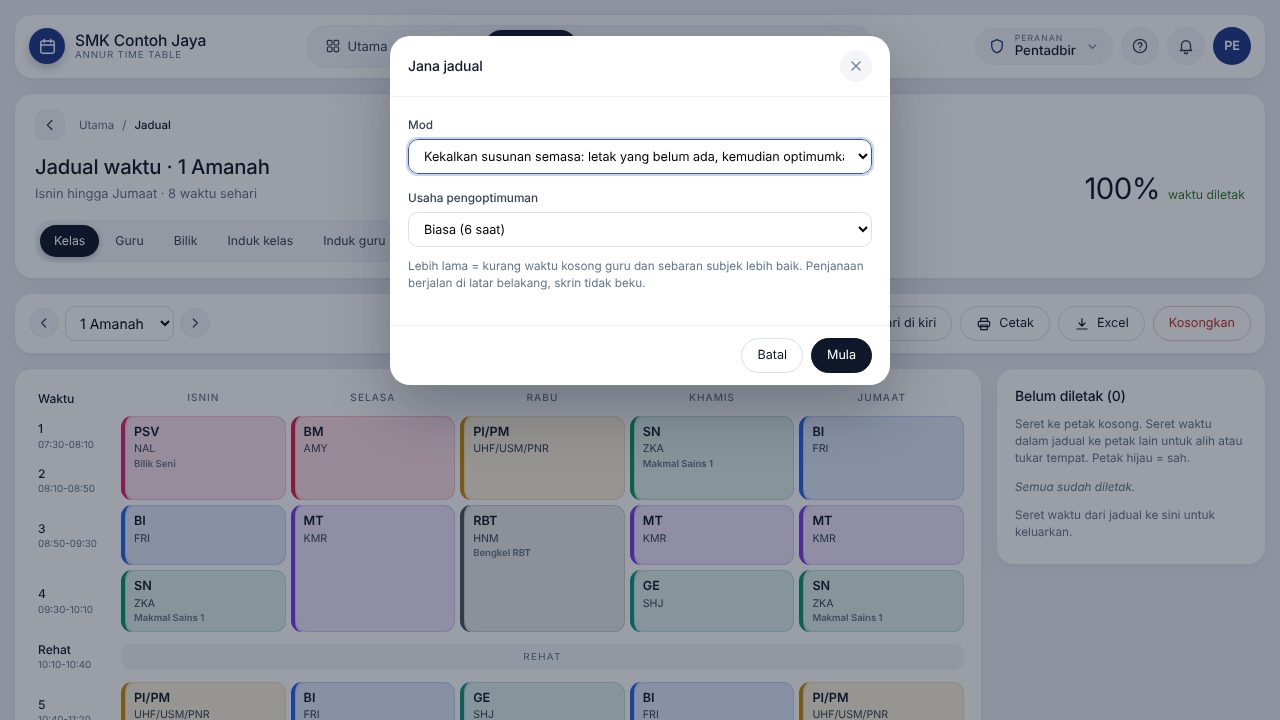 SMK Contoh Jaya
ANNUR TIME TABLE
Utama
PERANAN
Pentadbir
PE
Jana jadual
Mod
Kekalkan susunan semasa: letak yang belum ada, kemudian optimumk
Usaha pengoptimuman
Biasa (6 saat)
Lebih lama = kurang waktu kosong guru dan sebaran subjek lebih baik. Penjanaan
berjalan di latar belakang, skrin tidak beku.
Batal
Mula
Utama / Jadual
Jadual waktu · 1 Amanah
Isnin hingga Jumaat · 8 waktu sehari
100% waktu diletak
Kelas
Guru
Bilik
Induk kelas
Induk guru
1 Amanah
di kiri
Cetak
Excel
Kosongkan
Waktu
ISNIN
SELASA
RABU
KHAMIS
JUMAAT
1
07:30-08:10
2
08:10-08:50
PSV
NAL
Bilik Seni
BM
AMY
PI/PM
UHF/USM/PNR
SN
ZKA
Makmal Sains 1
BI
FRI
3
08:50-09:30
BI
FRI
MT
KMR
RBT
HNM
Bengkel RBT
MT
KMR
MT
KMR
4
09:30-10:10
SN
ZKA
Makmal Sains 1
GE
SHJ
SN
ZKA
Makmal Sains 1
Rehat
10:10-10:40
REHAT
5
10:40-11:20
PI/PM
UHF/USM/PNR
BI
FRI
GE
SHJ
BI
FRI
PI/PM
UHF/USM/PNR
Belum diletak (0)
Seret ke petak kosong. Seret waktu
dalam jadual ke petak lain untuk alih atau
tukar tempat. Petak hijau = sah.
Semua sudah diletak.
Seret waktu dari jadual ke sini untuk
keluarkan.